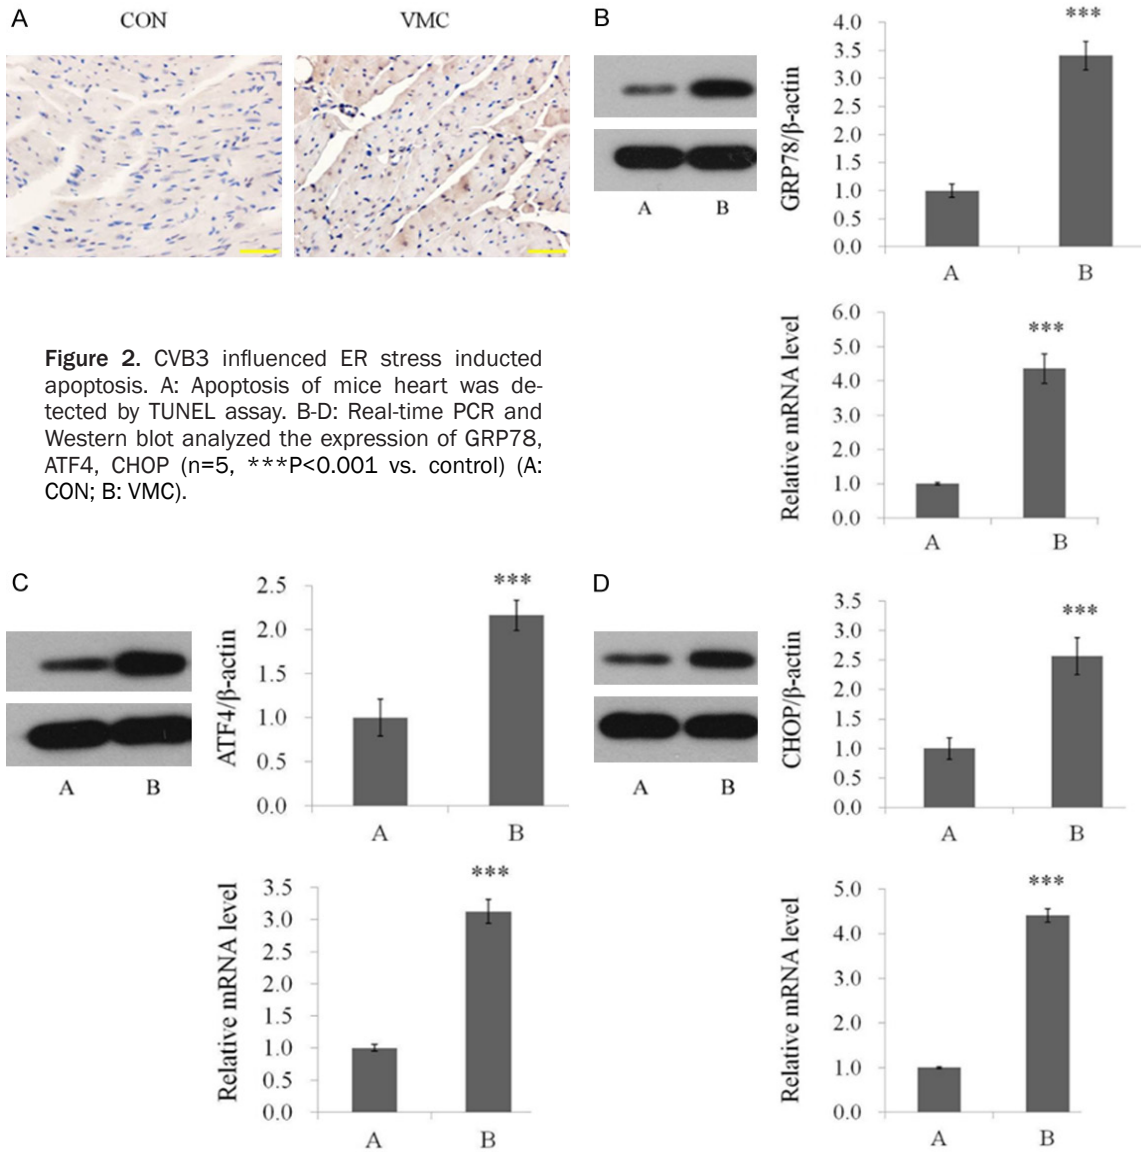 A
CON
VMC
B
A
B
GRP78/β-actin
4.0
3.5
3.0
2.5
2.0
1.5
1.0
0.5
0.0
***
A
B
Relative mRNA level
6.0
5.0
4.0
3.0
2.0
1.0
0.0
***
A
B
Figure 2. CVB3 influenced ER stress inducted
apoptosis. A: Apoptosis of mice heart was de-
tected by TUNEL assay. B-D: Real-time PCR and
Western blot analyzed the expression of GRP78,
ATF4, CHOP (n=5, ***P<0.001 vs. control) (A:
CON; B: VMC).
C
A
B
ATF4/β-actin
2.5
2.0
1.5
1.0
0.5
0.0
***
A
B
Relative mRNA level
3.5
3.0
2.5
2.0
1.5
1.0
0.5
0.0
***
A
B
D
A
B
CHOP/β-actin
3.5
3.0
2.5
2.0
1.5
1.0
0.5
0.0
***
A
B
Relative mRNA level
5.0
4.0
3.0
2.0
1.0
0.0
***
A
B